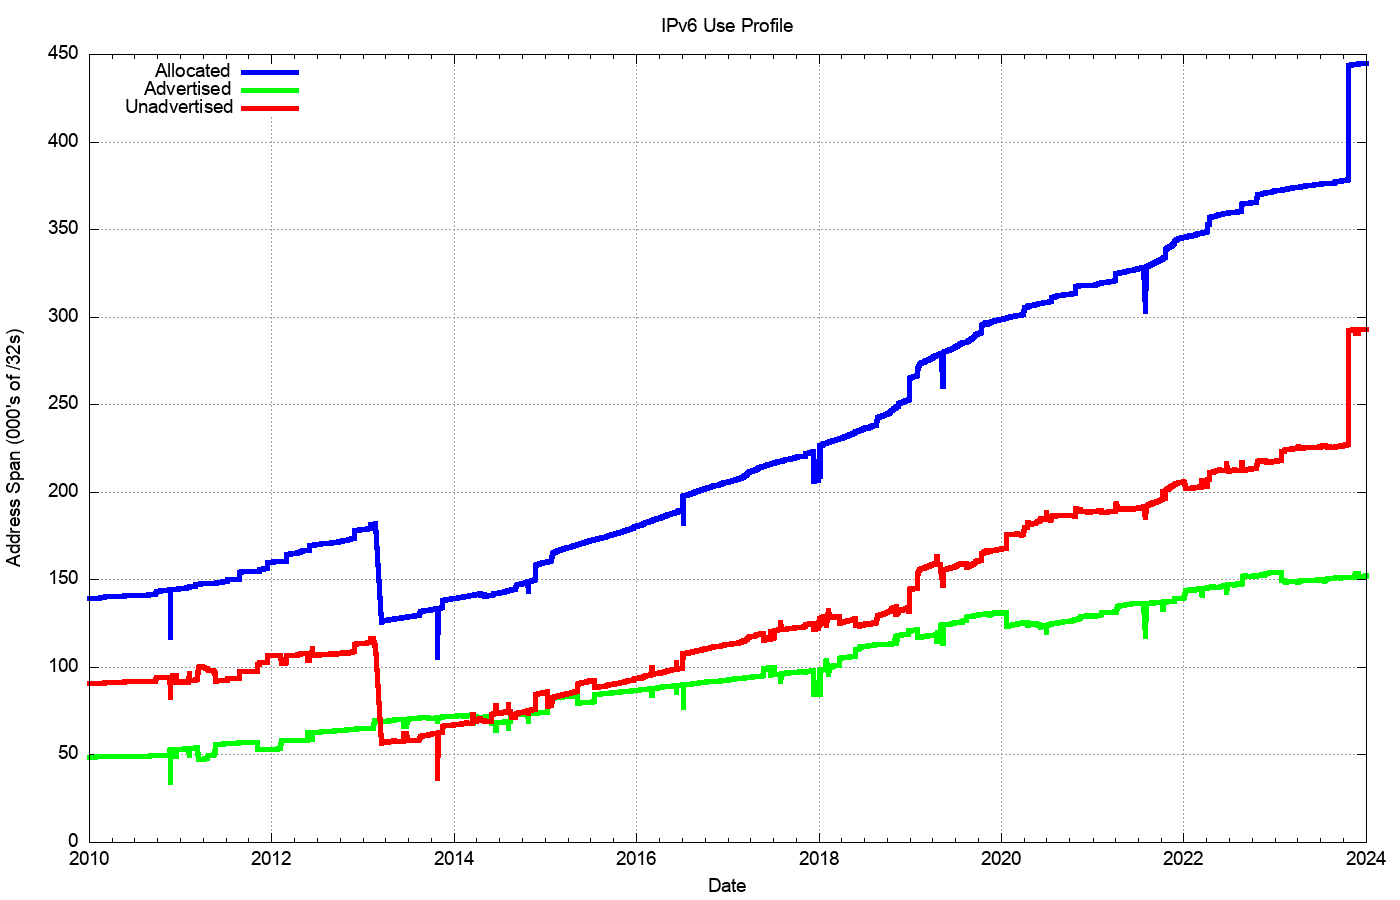 IPv6 Use Profile
450
400
350
300
250
200
150
100
50
0
Allocated
Advertised
Unadvertised
Address Span (000's of /32s)
2010 2012 2014 2016 2018 2020 2022 2024
Date